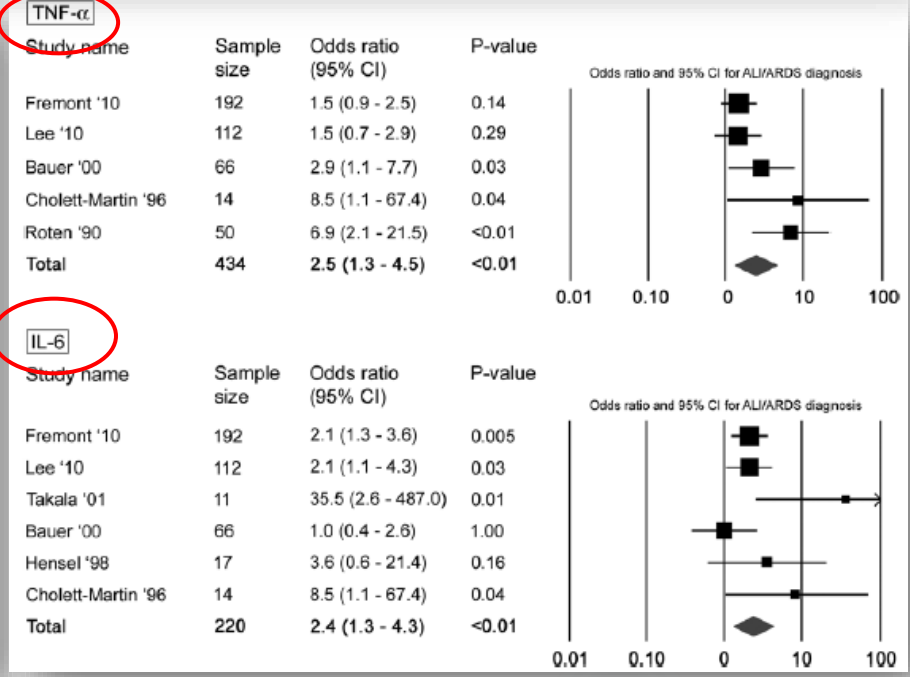 TNF-α
Study name Sample size Odds ratio (95% CI) P-value
Odds ratio and 95% CI for ALI/ARDS diagnosis
Fremont '10 192 1.5 (0.9 - 2.5) 0.14
Lee '10 112 1.5 (0.7 - 2.9) 0.29
Bauer '00 66 2.9 (1.1 - 7.7) 0.03
Cholett-Martin '96 14 8.5 (1.1 - 67.4) 0.04
Roten '90 50 6.9 (2.1 - 21.5) <0.01
Total 434 2.5 (1.3 - 4.5) <0.01
0.01 0.10 0 10 100
IL-6
Study name Sample size Odds ratio (95% CI) P-value
Odds ratio and 95% CI for ALI/ARDS diagnosis
Fremont '10 192 2.1 (1.3 - 3.6) 0.005
Lee '10 112 2.1 (1.1 - 4.3) 0.03
Takala '01 11 35.5 (2.6 - 487.0) 0.01
Bauer '00 66 1.0 (0.4 - 2.6) 1.00
Hensel '98 17 3.6 (0.6 - 21.4) 0.16
Cholett-Martin '96 14 8.5 (1.1 - 67.4) 0.04
Total 220 2.4 (1.3 - 4.3) <0.01
0.01 0.10 0 10 100